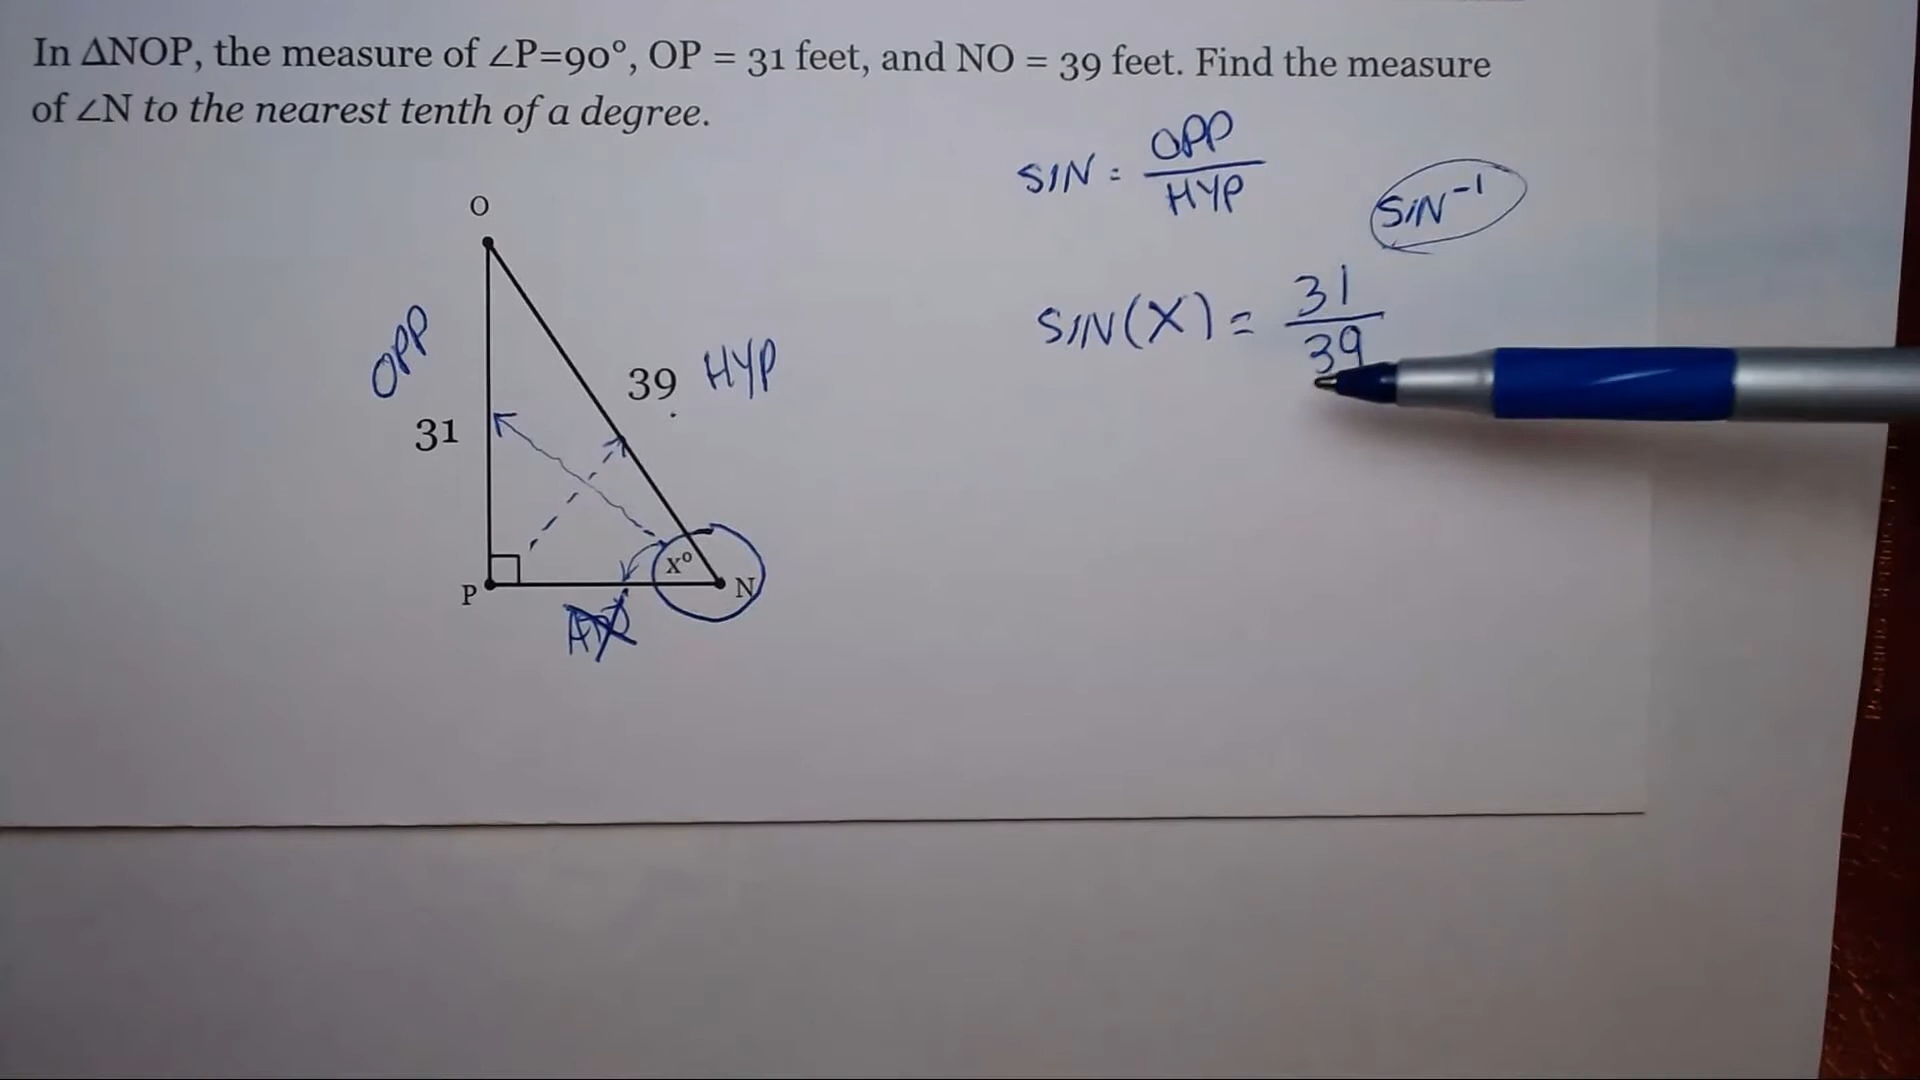 In ΔNOP, the measure of ∠P=90°, OP = 31 feet, and NO = 39 feet. Find the measure
of ∠N to the nearest tenth of a degree.
SIN = OPP/HYP
SIN⁻¹
SIN(X) = 31/39
O
OPP
39 HYP
31
x°
P
N